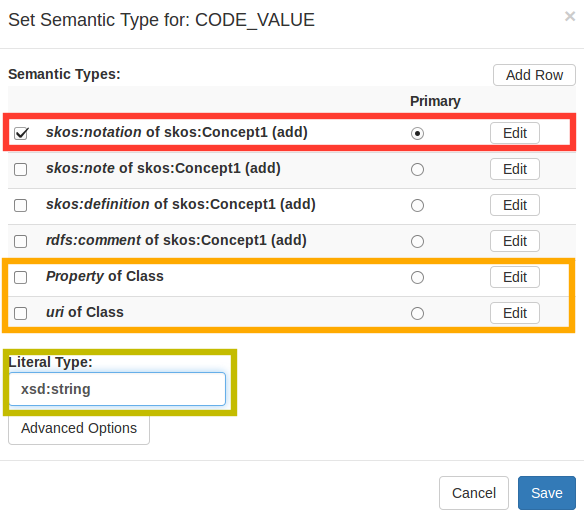 Set Semantic Type for: CODE_VALUE ×
Semantic Types: Add Row
Primary
skos:notation of skos:Concept1 (add) Edit
skos:note of skos:Concept1 (add) Edit
skos:definition of skos:Concept1 (add) Edit
rdfs:comment of skos:Concept1 (add) Edit
Property of Class Edit
uri of Class Edit
Literal Type:
xsd:string
Advanced Options
Cancel Save